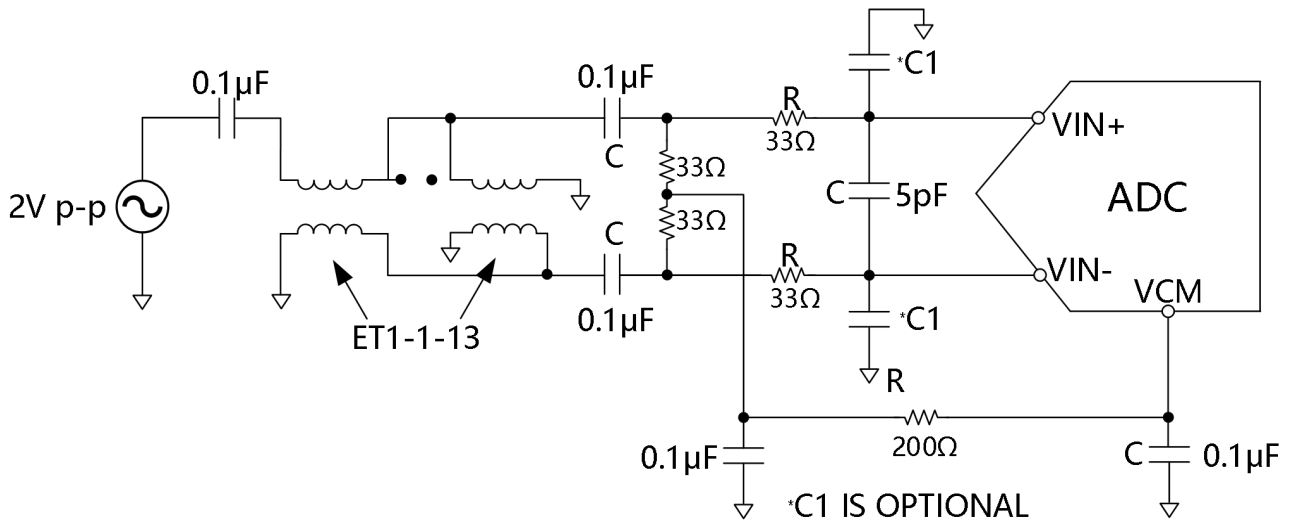 *C1
0.1μF
0.1μF
C
R
33Ω
VIN+
33Ω
2V p-p
C
5pF
ADC
33Ω
C
0.1μF
R
33Ω
VIN-
VCM
ET1-1-13
*C1
R
200Ω
0.1μF
C
0.1μF
*C1 IS OPTIONAL